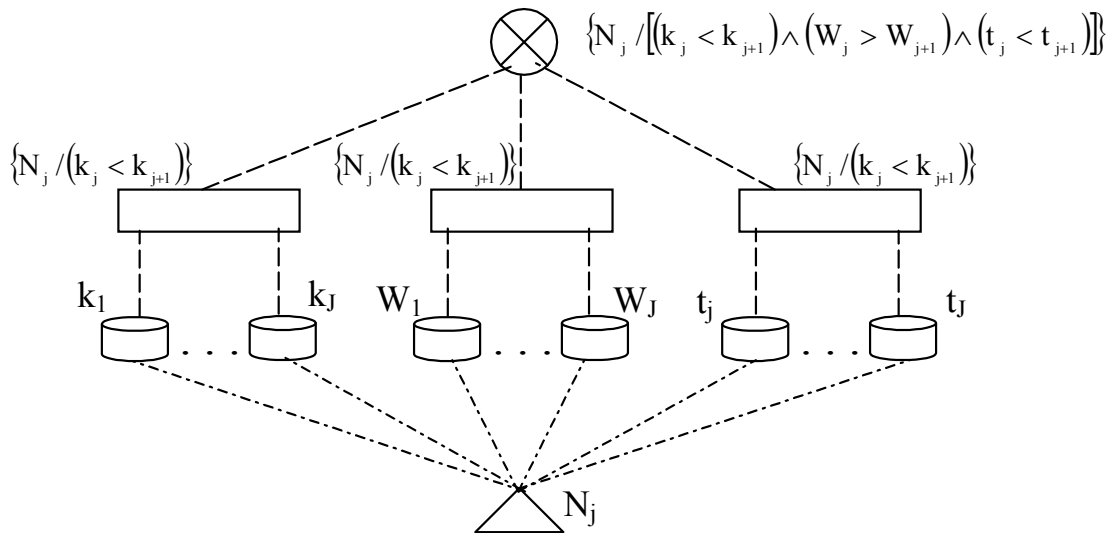 {N_j /[(k_j < k_{j+1}) ∧ (W_j > W_{j+1}) ∧ (t_j < t_{j+1})]}
{N_j /(k_j < k_{j+1})} {N_j /(k_j < k_{j+1})} {N_j /(k_j < k_{j+1})}
k_1 k_J W_1 W_J t_j t_J
. . . . . . . . . . . .
N_j